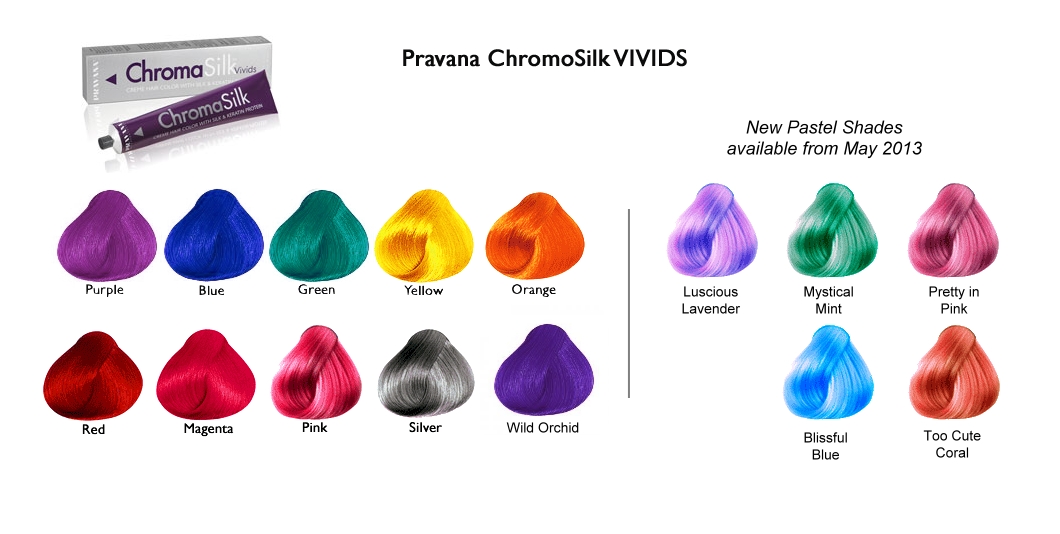 PRAVANA
ChromaSilk
Vivids
CRÈME HAIR COLOR WITH SILK & KERATIN
PRAVANA
ChromaSilk
CRÈME HAIR COLOR WITH SILK & KERATIN PROTEIN
Pravana ChromoSilk VIVIDS
New Pastel Shades
available from May 2013
Purple
Blue
Green
Yellow
Orange
Luscious
Lavender
Mystical
Mint
Pretty in
Pink
Red
Magenta
Pink
Silver
Wild Orchid
Blissful
Blue
Too Cute
Coral